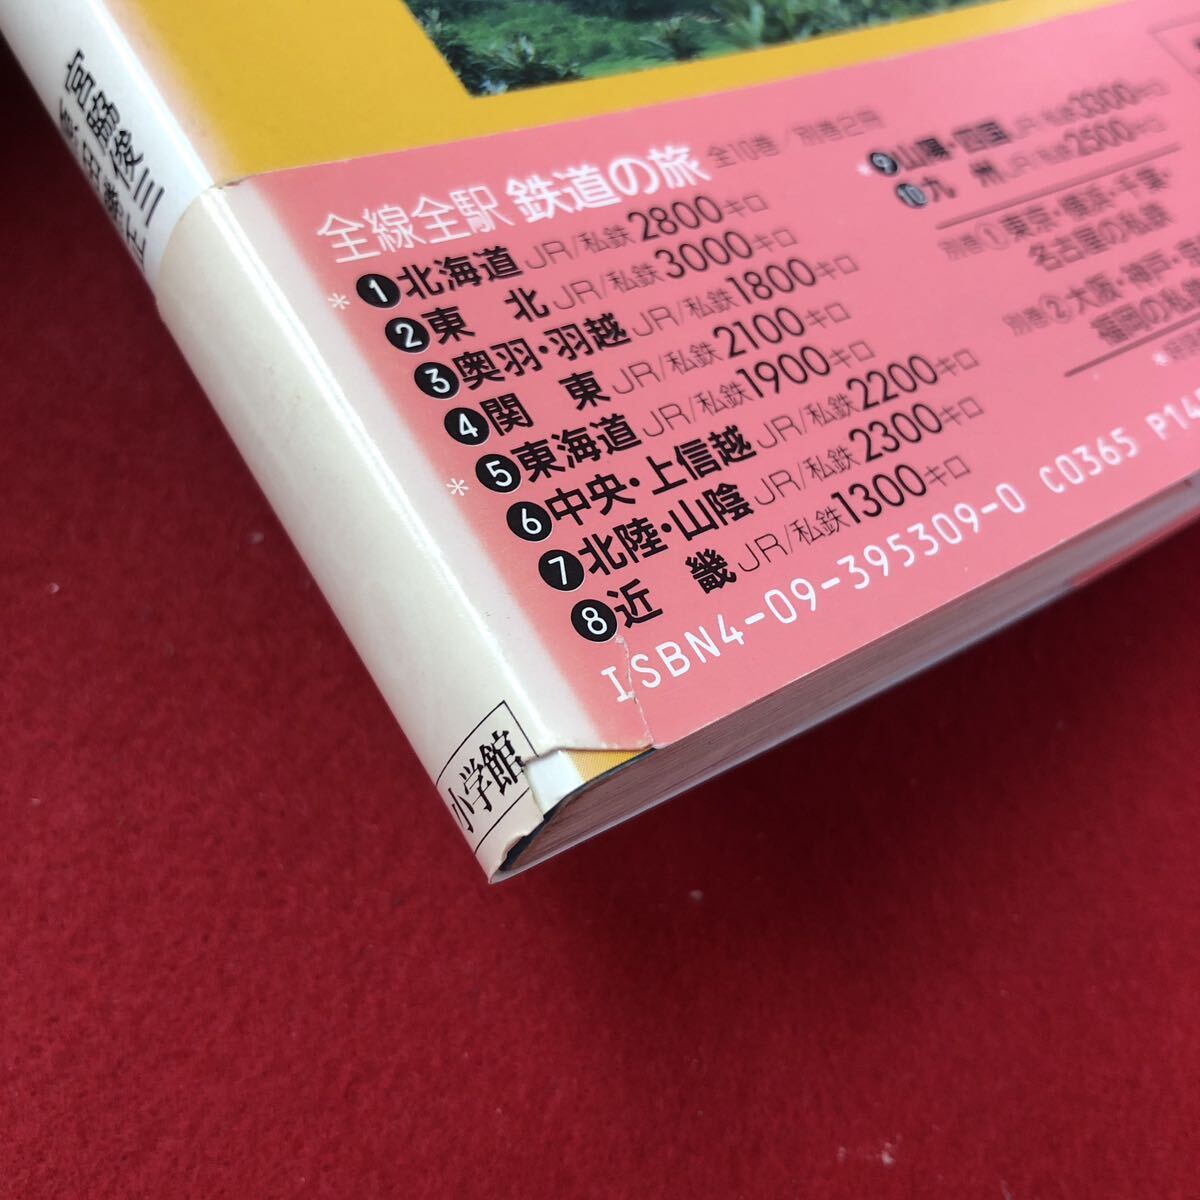 宮脇俊三
全線全駅 鉄道の旅 全10巻/別巻2冊
*❶北海道 JR/私鉄2800キロ
❷東 北 JR/私鉄3000キロ
❸奥羽・羽越 JR/私鉄1800キロ
❹関 東 JR/私鉄2100キロ
*❺東海道 JR/私鉄1900キロ
❻中央・上信越 JR/私鉄2200キロ
❼北陸・山陰 JR/私鉄2300キロ
❽近 畿 JR/私鉄1300キロ
❾山陽・四国 JR/私鉄3300キロ
*❿九 州 JR/私鉄2500キロ
別巻①東京・横浜・千葉・
名古屋の私鉄
別巻②大阪・神戸・
福岡の私鉄
ISBN4-09-395309-0 C0365 P14
小学館